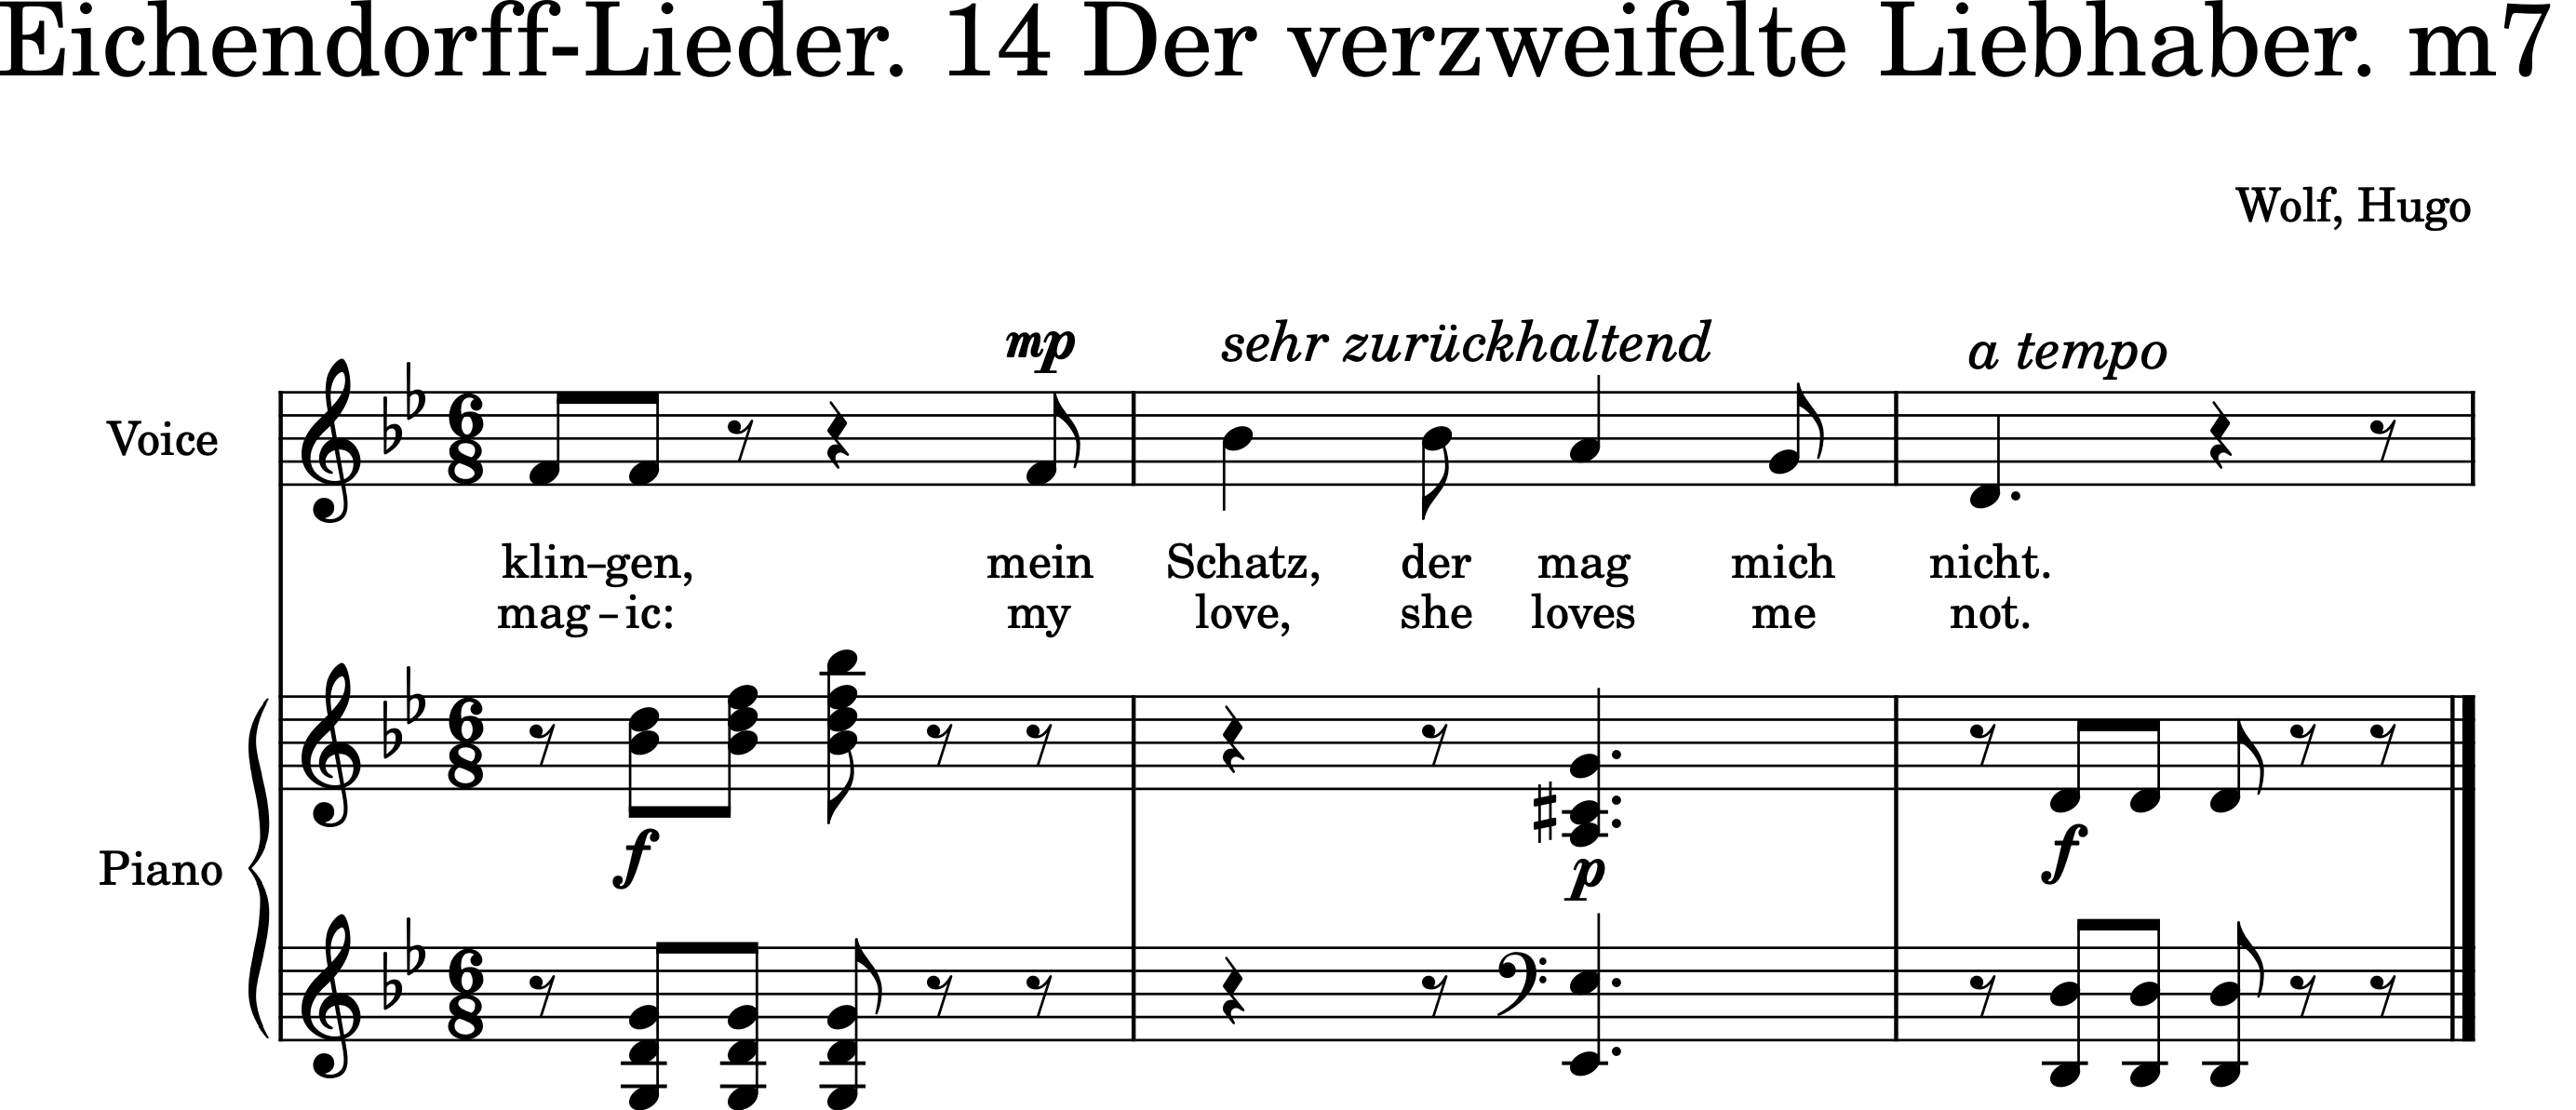 Eichendorff-Lieder. 14 Der verzweifelte Liebhaber. m7
Wolf, Hugo
mp sehr zurückhaltend a tempo
Voice
klin-gen, mein Schatz, der mag mich nicht.
mag-ic: my love, she loves me not.
f p f
Piano